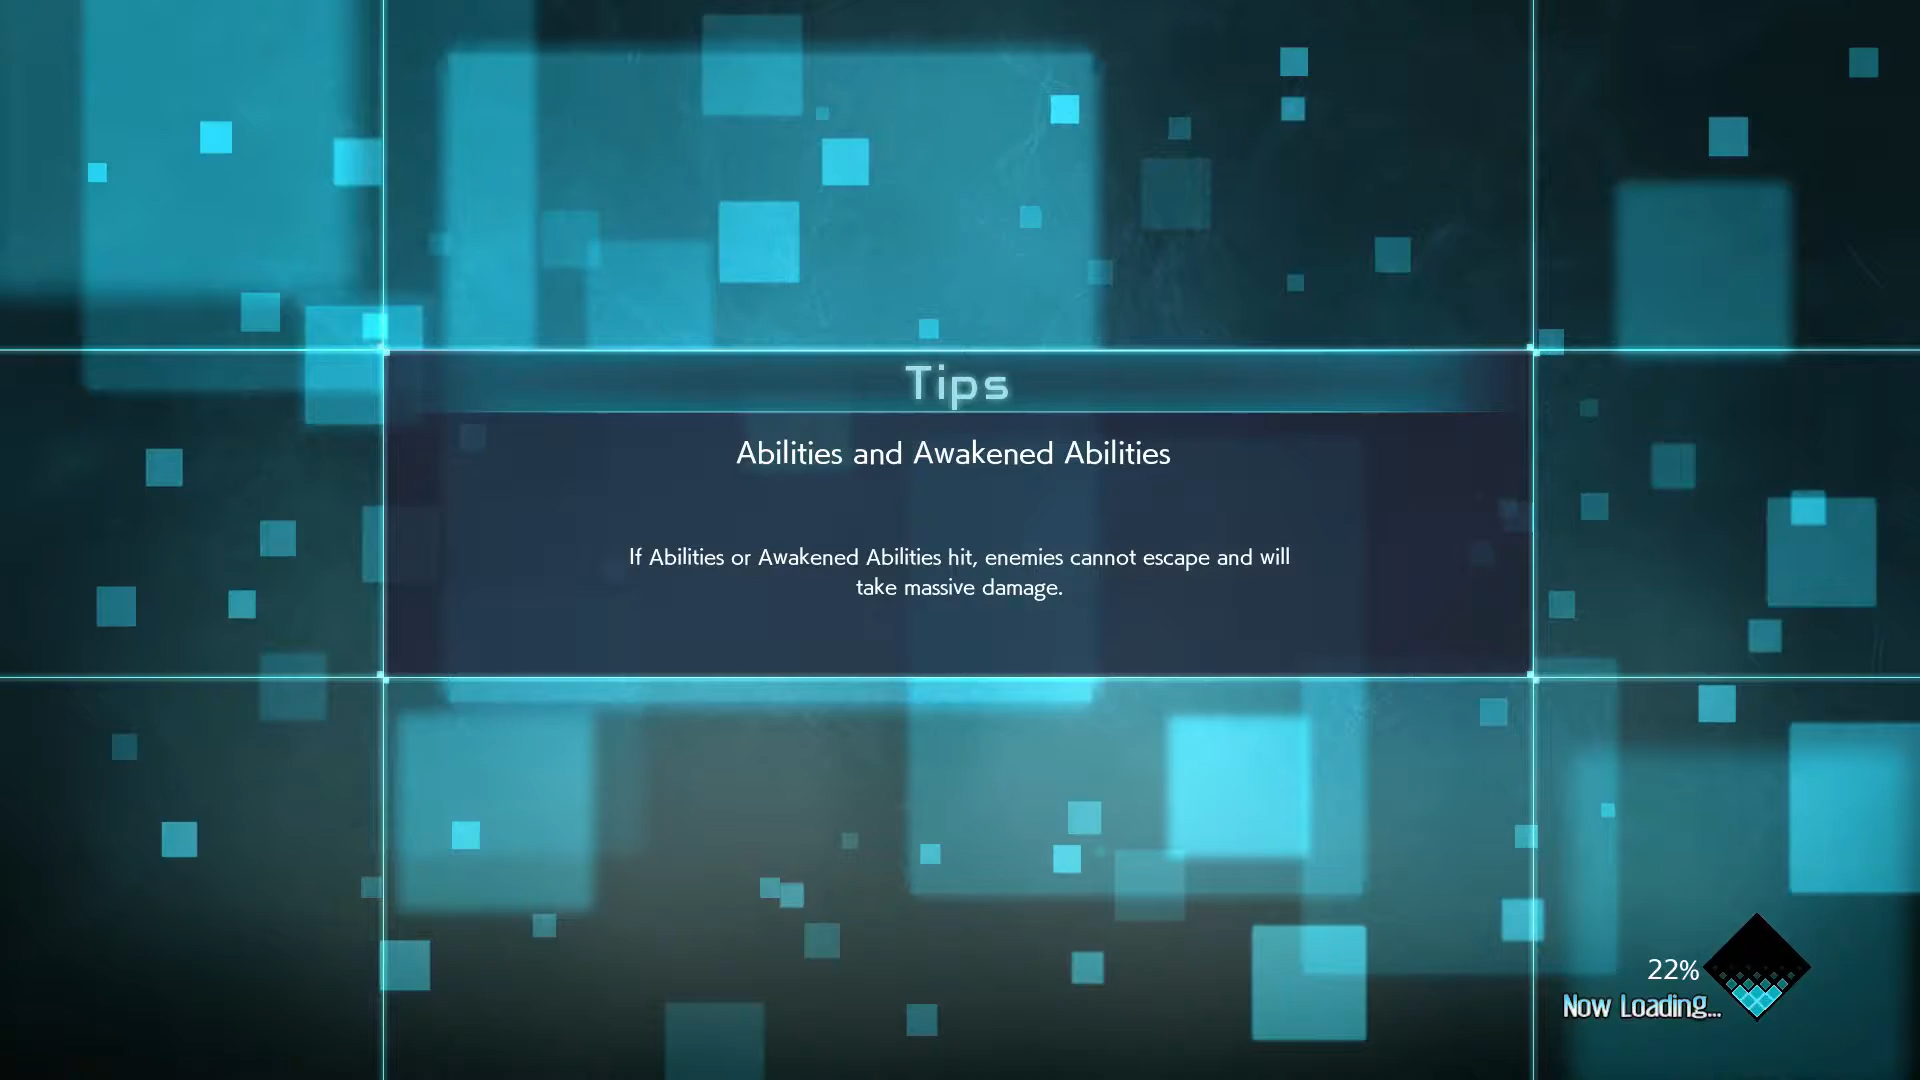 Tips
Abilities and Awakened Abilities
If Abilities or Awakened Abilities hit, enemies cannot escape and will
take massive damage.
22%
Now Loading...